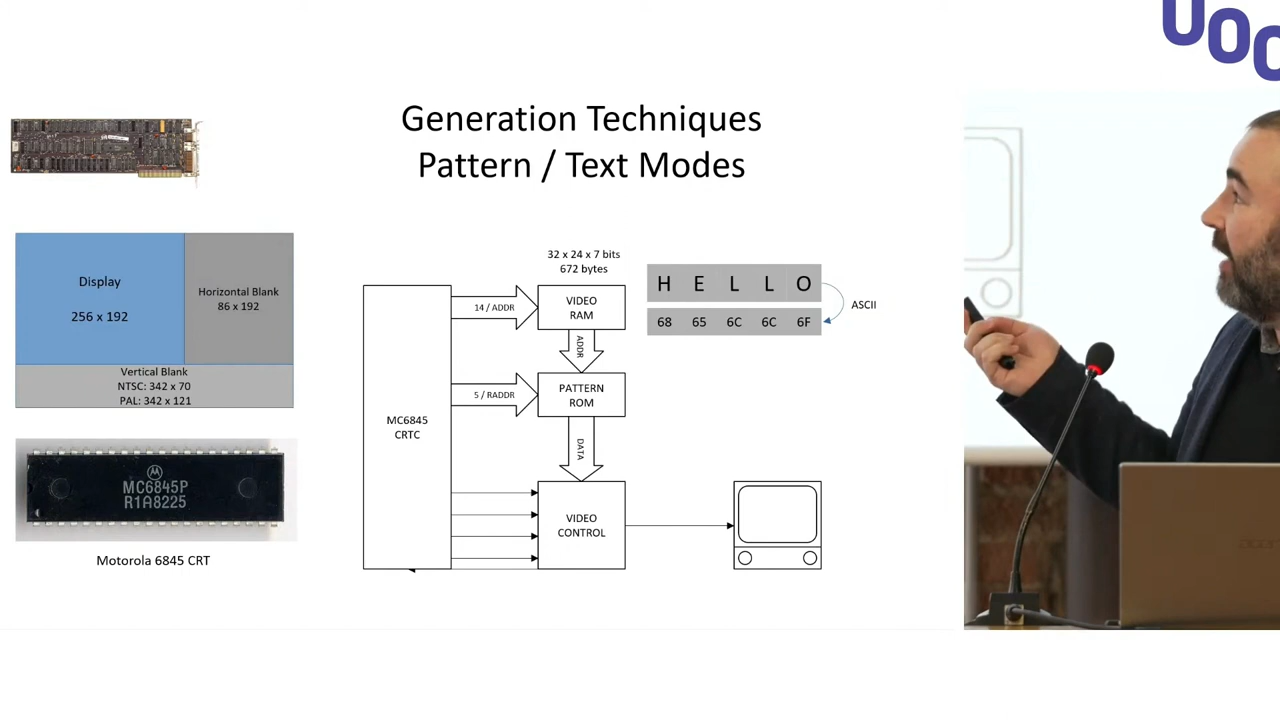 UOC
Generation Techniques
Pattern / Text Modes
Display
256 x 192
Horizontal Blank
86 x 192
Vertical Blank
NTSC: 342 x 70
PAL: 342 x 121
MC6845P
R1A8225
Motorola 6845 CRT
32 x 24 x 7 bits
672 bytes
MC6845
CRTC
14 / ADDR
VIDEO
RAM
ADDR
5 / RADDR
PATTERN
ROM
DATA
VIDEO
CONTROL
H E L L O
68 65 6C 6C 6F
ASCII